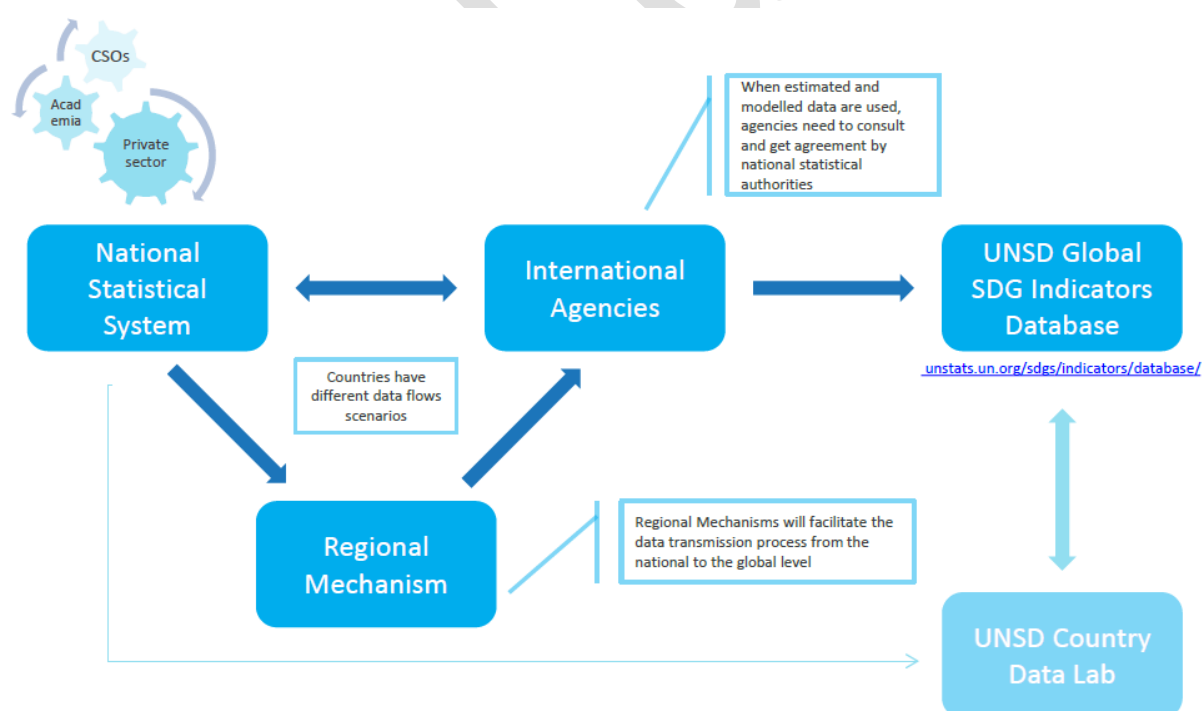 CSOs
Acad
emia
Private
sector
When estimated and
modelled data are used,
agencies need to consult
and get agreement by
national statistical
authorities
National
Statistical
System
International
Agencies
UNSD Global
SDG Indicators
Database
unstats.un.org/sdgs/indicators/database/
Countries have
different data flows
scenarios
Regional
Mechanism
Regional Mechanisms will facilitate the
data transmission process from the
national to the global level
UNSD Country
Data Lab